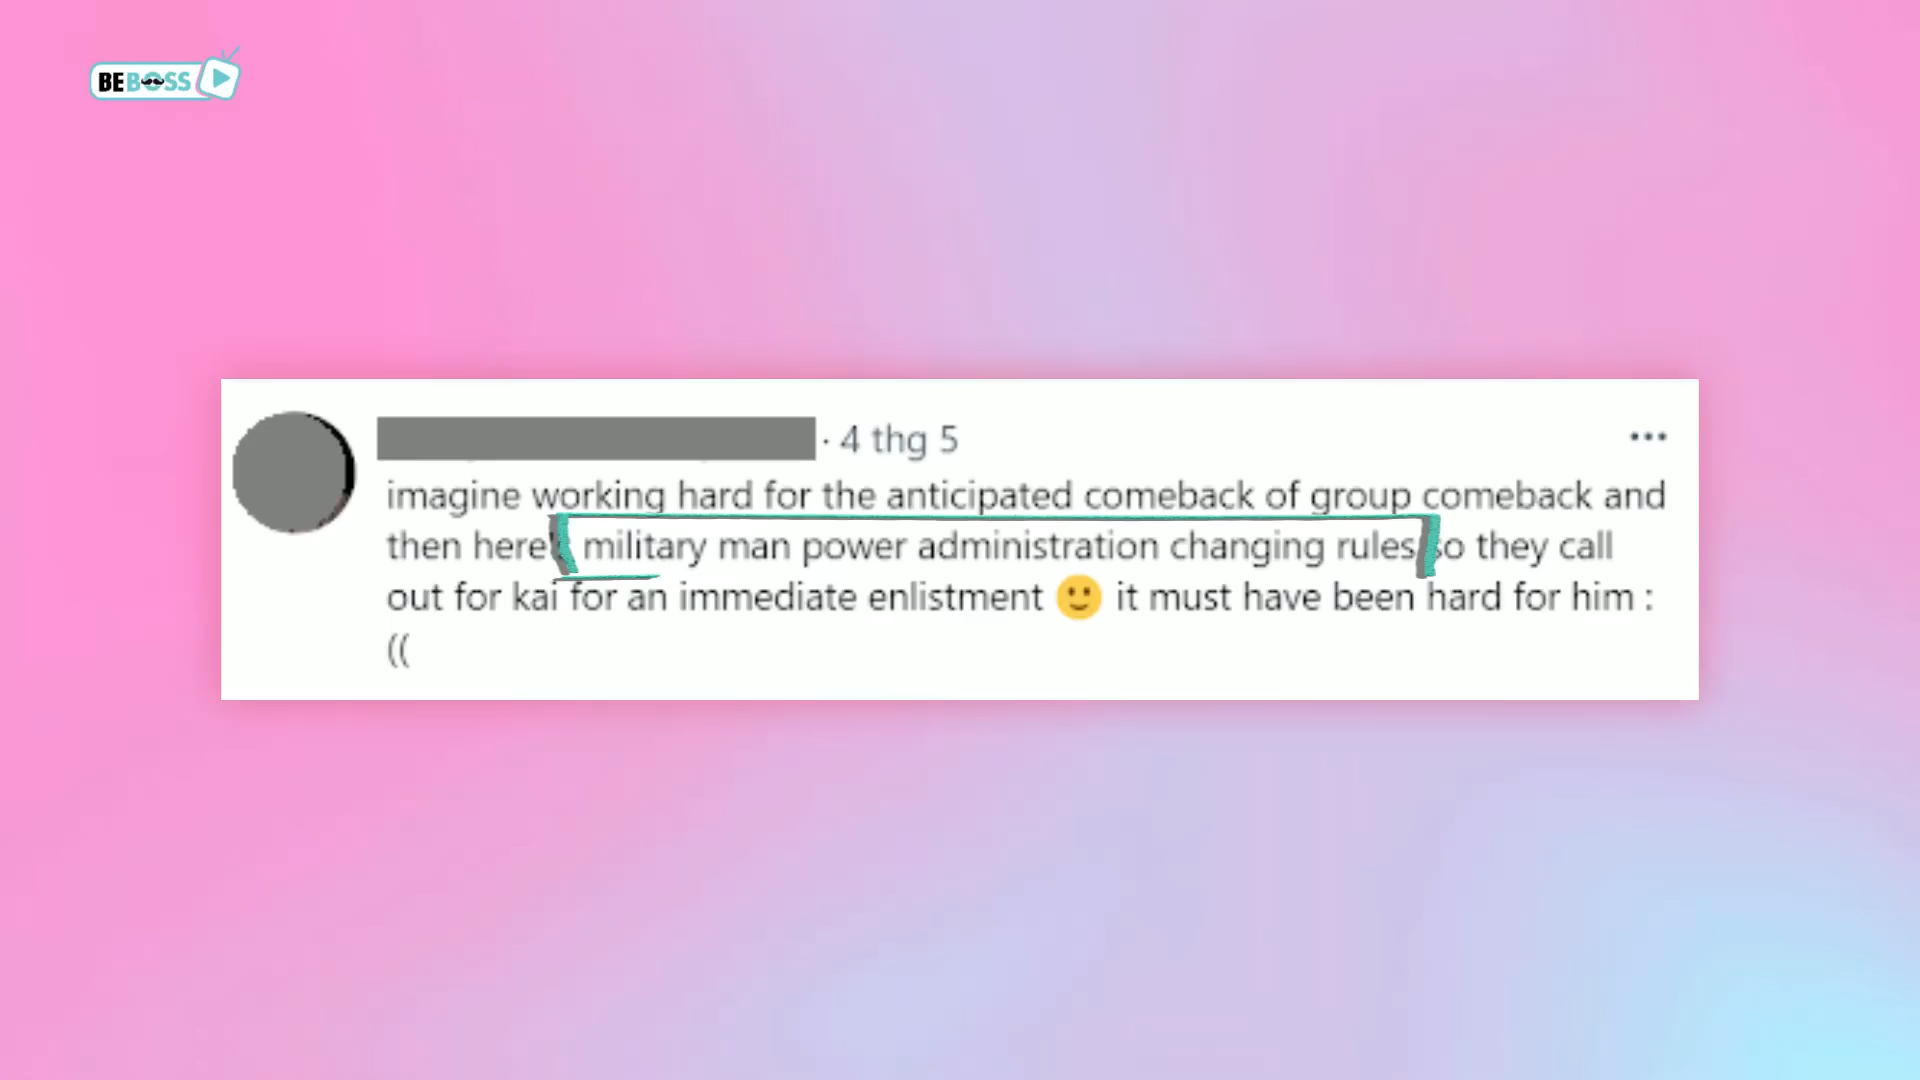 BEBOSS
· 4 thg 5
imagine working hard for the anticipated comeback of group comeback and
then here military man power administration changing rules so they call
out for kai for an immediate enlistment 🙂 it must have been hard for him :
((